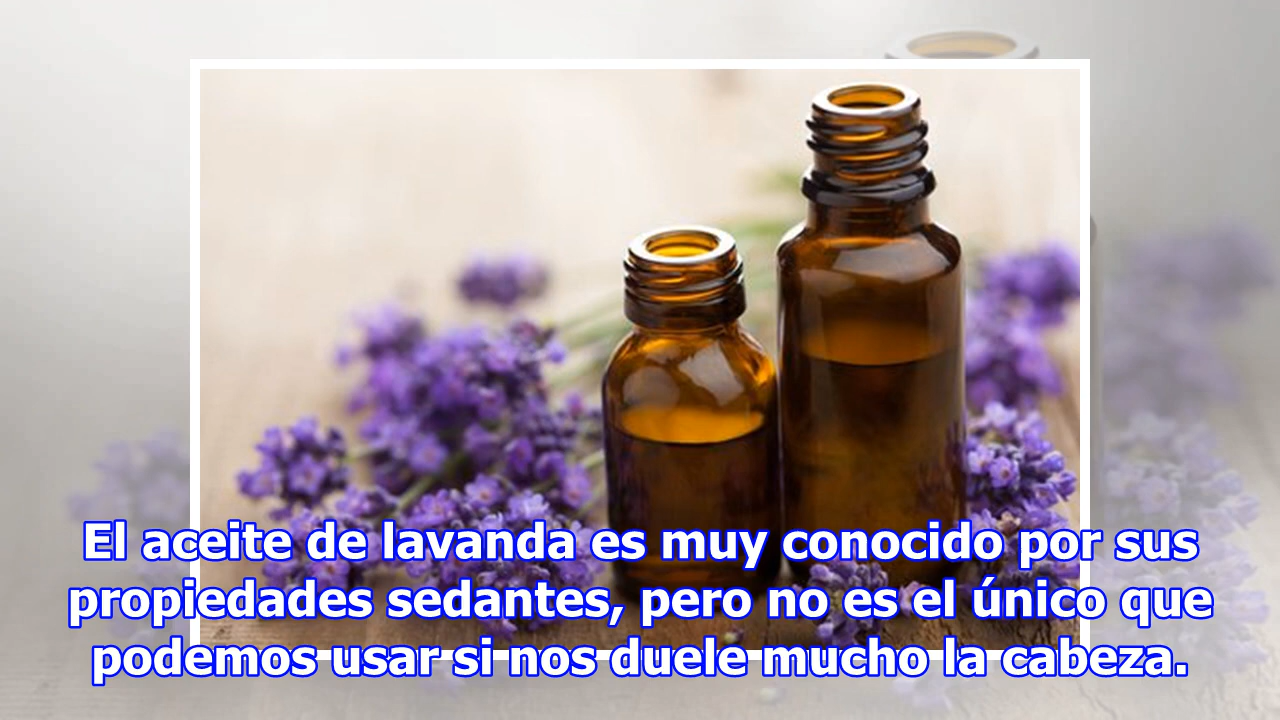 El aceite de lavanda es muy conocido por sus
propiedades sedantes, pero no es el único que
podemos usar si nos duele mucho la cabeza.